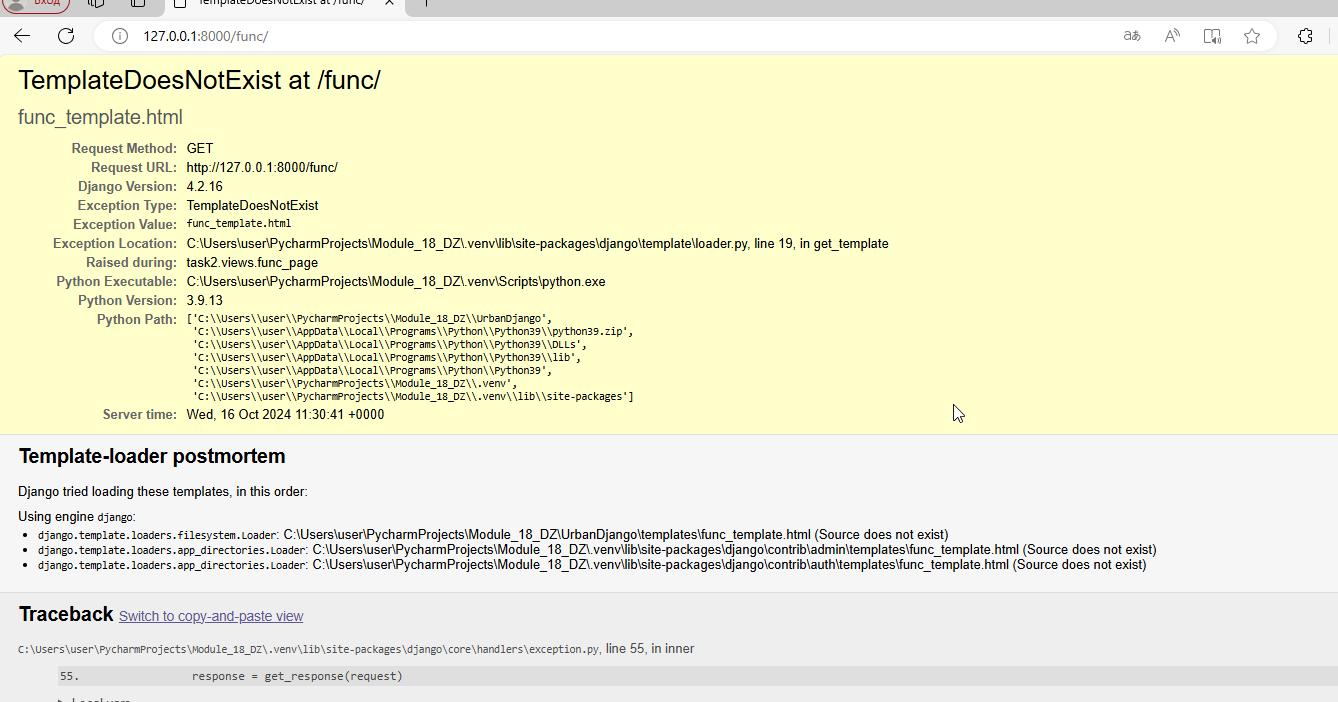 вход
TemplateDoesNotExist at /func/
127.0.0.1:8000/func/
TemplateDoesNotExist at /func/
func_template.html
Request Method: GET
Request URL: http://127.0.0.1:8000/func/
Django Version: 4.2.16
Exception Type: TemplateDoesNotExist
Exception Value: func_template.html
Exception Location: C:\Users\user\PycharmProjects\Module_18_DZ\.venv\lib\site-packages\django\template\loader.py, line 19, in get_template
Raised during: task2.views.func_page
Python Executable: C:\Users\user\PycharmProjects\Module_18_DZ\.venv\Scripts\python.exe
Python Version: 3.9.13
Python Path: ['C:\\Users\\user\\PycharmProjects\\Module_18_DZ\\UrbanDjango',
'C:\\Users\\user\\AppData\\Local\\Programs\\Python\\Python39\\python39.zip',
'C:\\Users\\user\\AppData\\Local\\Programs\\Python\\Python39\\DLLs',
'C:\\Users\\user\\AppData\\Local\\Programs\\Python\\Python39\\lib',
'C:\\Users\\user\\AppData\\Local\\Programs\\Python\\Python39',
'C:\\Users\\user\\PycharmProjects\\Module_18_DZ\\.venv',
'C:\\Users\\user\\PycharmProjects\\Module_18_DZ\\.venv\\lib\\site-packages']
Server time: Wed, 16 Oct 2024 11:30:41 +0000
Template-loader postmortem
Django tried loading these templates, in this order:
Using engine django:
django.template.loaders.filesystem.Loader: C:\Users\user\PycharmProjects\Module_18_DZ\UrbanDjango\templates\func_template.html (Source does not exist)
django.template.loaders.app_directories.Loader: C:\Users\user\PycharmProjects\Module_18_DZ\.venv\lib\site-packages\django\contrib\admin\templates\func_template.html (Source does not exist)
django.template.loaders.app_directories.Loader: C:\Users\user\PycharmProjects\Module_18_DZ\.venv\lib\site-packages\django\contrib\auth\templates\func_template.html (Source does not exist)
Traceback Switch to copy-and-paste view
C:\Users\user\PycharmProjects\Module_18_DZ\.venv\lib\site-packages\django\core\handlers\exception.py, line 55, in inner
55. response = get_response(request)
Local vars